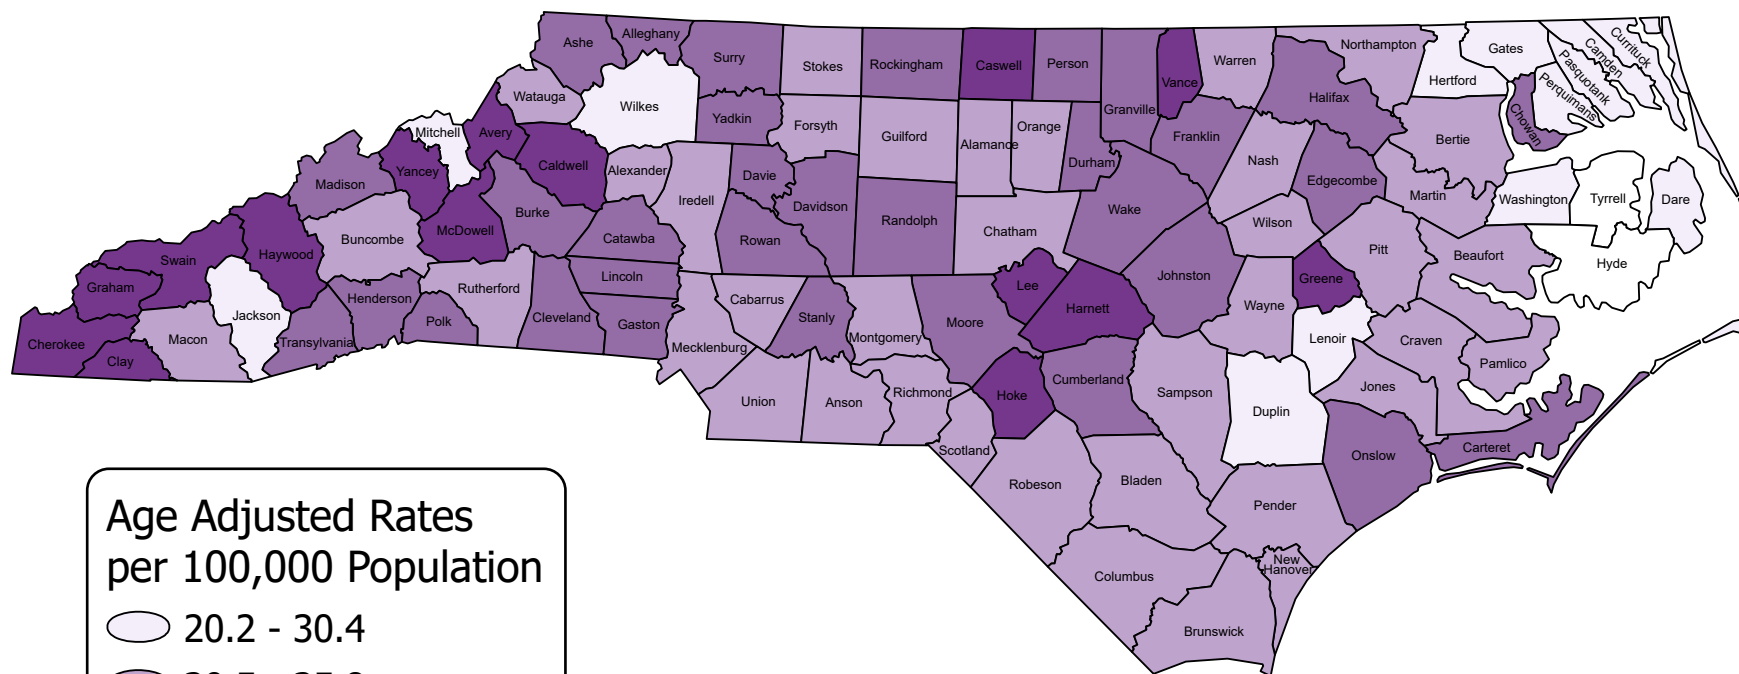 Alleghany
Ashe
Surry
Stokes
Rockingham
Caswell
Person
Granville
Vance
Warren
Northampton
Gates
Hertford
Currituck
Camden
Pasquotank
Perquimans
Chowan
Halifax
Bertie
Watauga
Wilkes
Yadkin
Forsyth
Guilford
Alamance
Orange
Durham
Franklin
Nash
Mitchell
Avery
Yancey
Caldwell
Alexander
Iredell
Davie
Davidson
Randolph
Chatham
Wake
Edgecombe
Wilson
Martin
Washington
Tyrrell
Dare
Madison
Buncombe
McDowell
Burke
Catawba
Rowan
Johnston
Greene
Pitt
Beaufort
Hyde
Swain
Haywood
Graham
Henderson
Rutherford
Lincoln
Cabarrus
Stanly
Montgomery
Moore
Lee
Harnett
Wayne
Lenoir
Craven
Pamlico
Cherokee
Clay
Macon
Jackson
Transylvania
Polk
Cleveland
Gaston
Mecklenburg
Union
Anson
Richmond
Scotland
Hoke
Cumberland
Sampson
Duplin
Jones
Carteret
Onslow
Robeson
Bladen
Pender
Columbus
New
Hanover
Brunswick
Age Adjusted Rates
per 100,000 Population
20.2 - 30.4